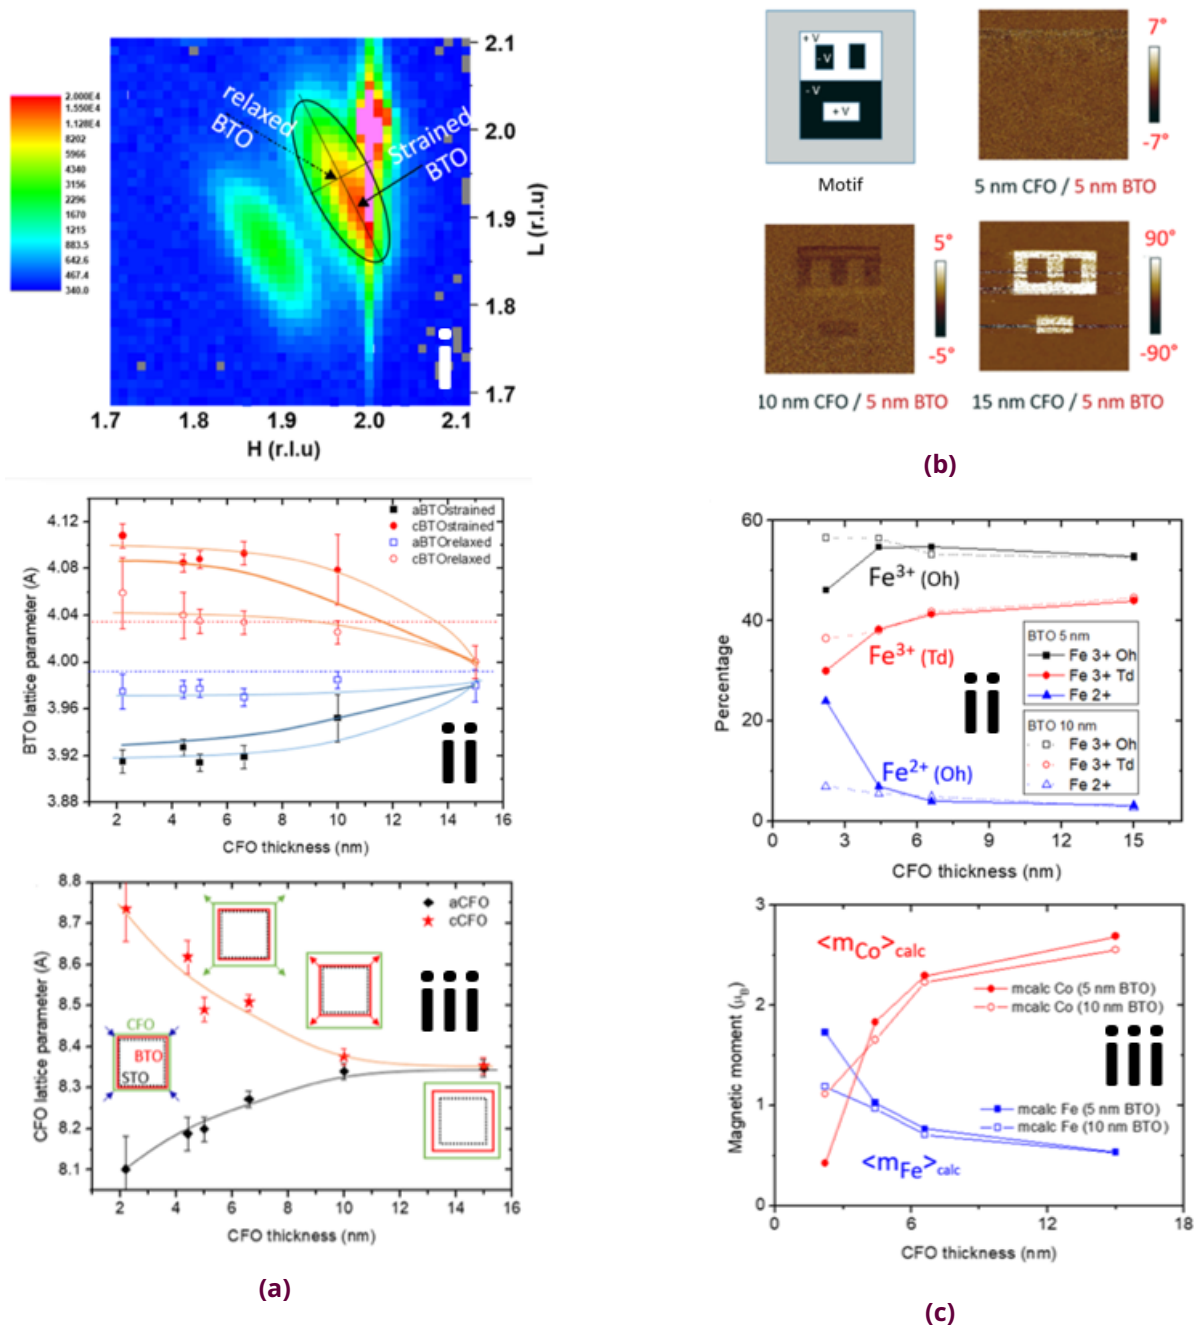 2.000E4
1.550E4
1.128E4
8202
5966
4340
3156
2296
1670
1215
883.5
642.6
467.4
340.0
relaxed
BTO
Strained
BTO
2.1
2.0
1.9
1.8
1.7
L (r.l.u)
i
1.7 1.8 1.9 2.0 2.1
H (r.l.u)
+ V
- V
- V
+ V
Motif
7°
-7°
5 nm CFO / 5 nm BTO
5°
-5°
10 nm CFO / 5 nm BTO
90°
-90°
15 nm CFO / 5 nm BTO
(b)
BTO lattice parameter (A)
4.12
4.08
4.04
4.00
3.96
3.92
3.88
aBTOstrained
cBTOstrained
aBTOrelaxed
cBTOrelaxed
ii
2 4 6 8 10 12 14 16
CFO thickness (nm)
CFO lattice parameter (A)
8.8
8.7
8.6
8.5
8.4
8.3
8.2
8.1
aCFO
cCFO
CFO
BTO
STO
iii
2 4 6 8 10 12 14 16
CFO thickness (nm)
(a)
Percentage
60
40
20
0
Fe3+ (Oh)
Fe3+ (Td)
Fe2+ (Oh)
BTO 5 nm
Fe 3+ Oh
Fe 3+ Td
Fe 2+
BTO 10 nm
Fe 3+ Oh
Fe 3+ Td
Fe 2+
ii
0 3 6 9 12 15
CFO thickness (nm)
Magnetic moment (μB)
3
2
1
0
<mCo>calc
mcalc Co (5 nm BTO)
mcalc Co (10 nm BTO)
iii
mcalc Fe (5 nm BTO)
mcalc Fe (10 nm BTO)
<mFe>calc
0 6 12 18
CFO thickness (nm)
(c)